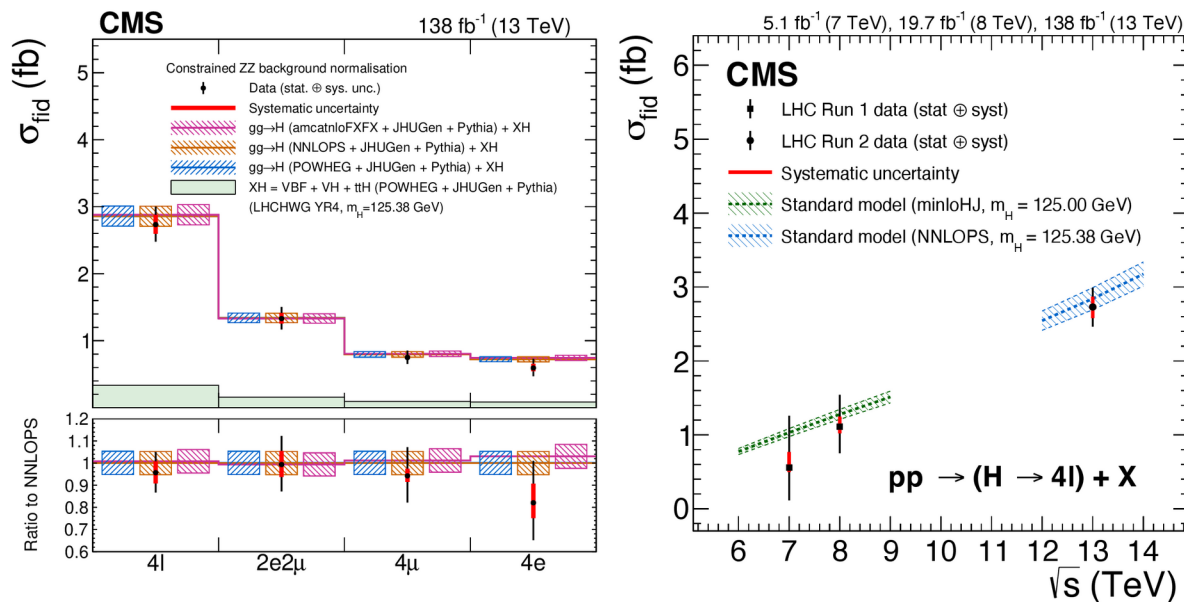 CMS
138 fb-1 (13 TeV)
σfid (fb)
Constrained ZZ background normalisation
Data (stat. ⊕ sys. unc.)
Systematic uncertainty
gg→H (amcatnloFXFX + JHUGen + Pythia) + XH
gg→H (NNLOPS + JHUGen + Pythia) + XH
gg→H (POWHEG + JHUGen + Pythia) + XH
XH = VBF + VH + ttH (POWHEG + JHUGen + Pythia)
(LHCHWG YR4, mH=125.38 GeV)
5
4
3
2
1
Ratio to NNLOPS
1.2
1.1
1
0.9
0.8
0.7
0.6
4l 2e2μ 4μ 4e
5.1 fb-1 (7 TeV), 19.7 fb-1 (8 TeV), 138 fb-1 (13 TeV)
σfid (fb)
CMS
LHC Run 1 data (stat ⊕ syst)
LHC Run 2 data (stat ⊕ syst)
Systematic uncertainty
Standard model (minloHJ, mH = 125.00 GeV)
Standard model (NNLOPS, mH = 125.38 GeV)
6
5
4
3
2
1
0
pp → (H → 4l) + X
6 7 8 9 10 11 12 13 14
√s (TeV)